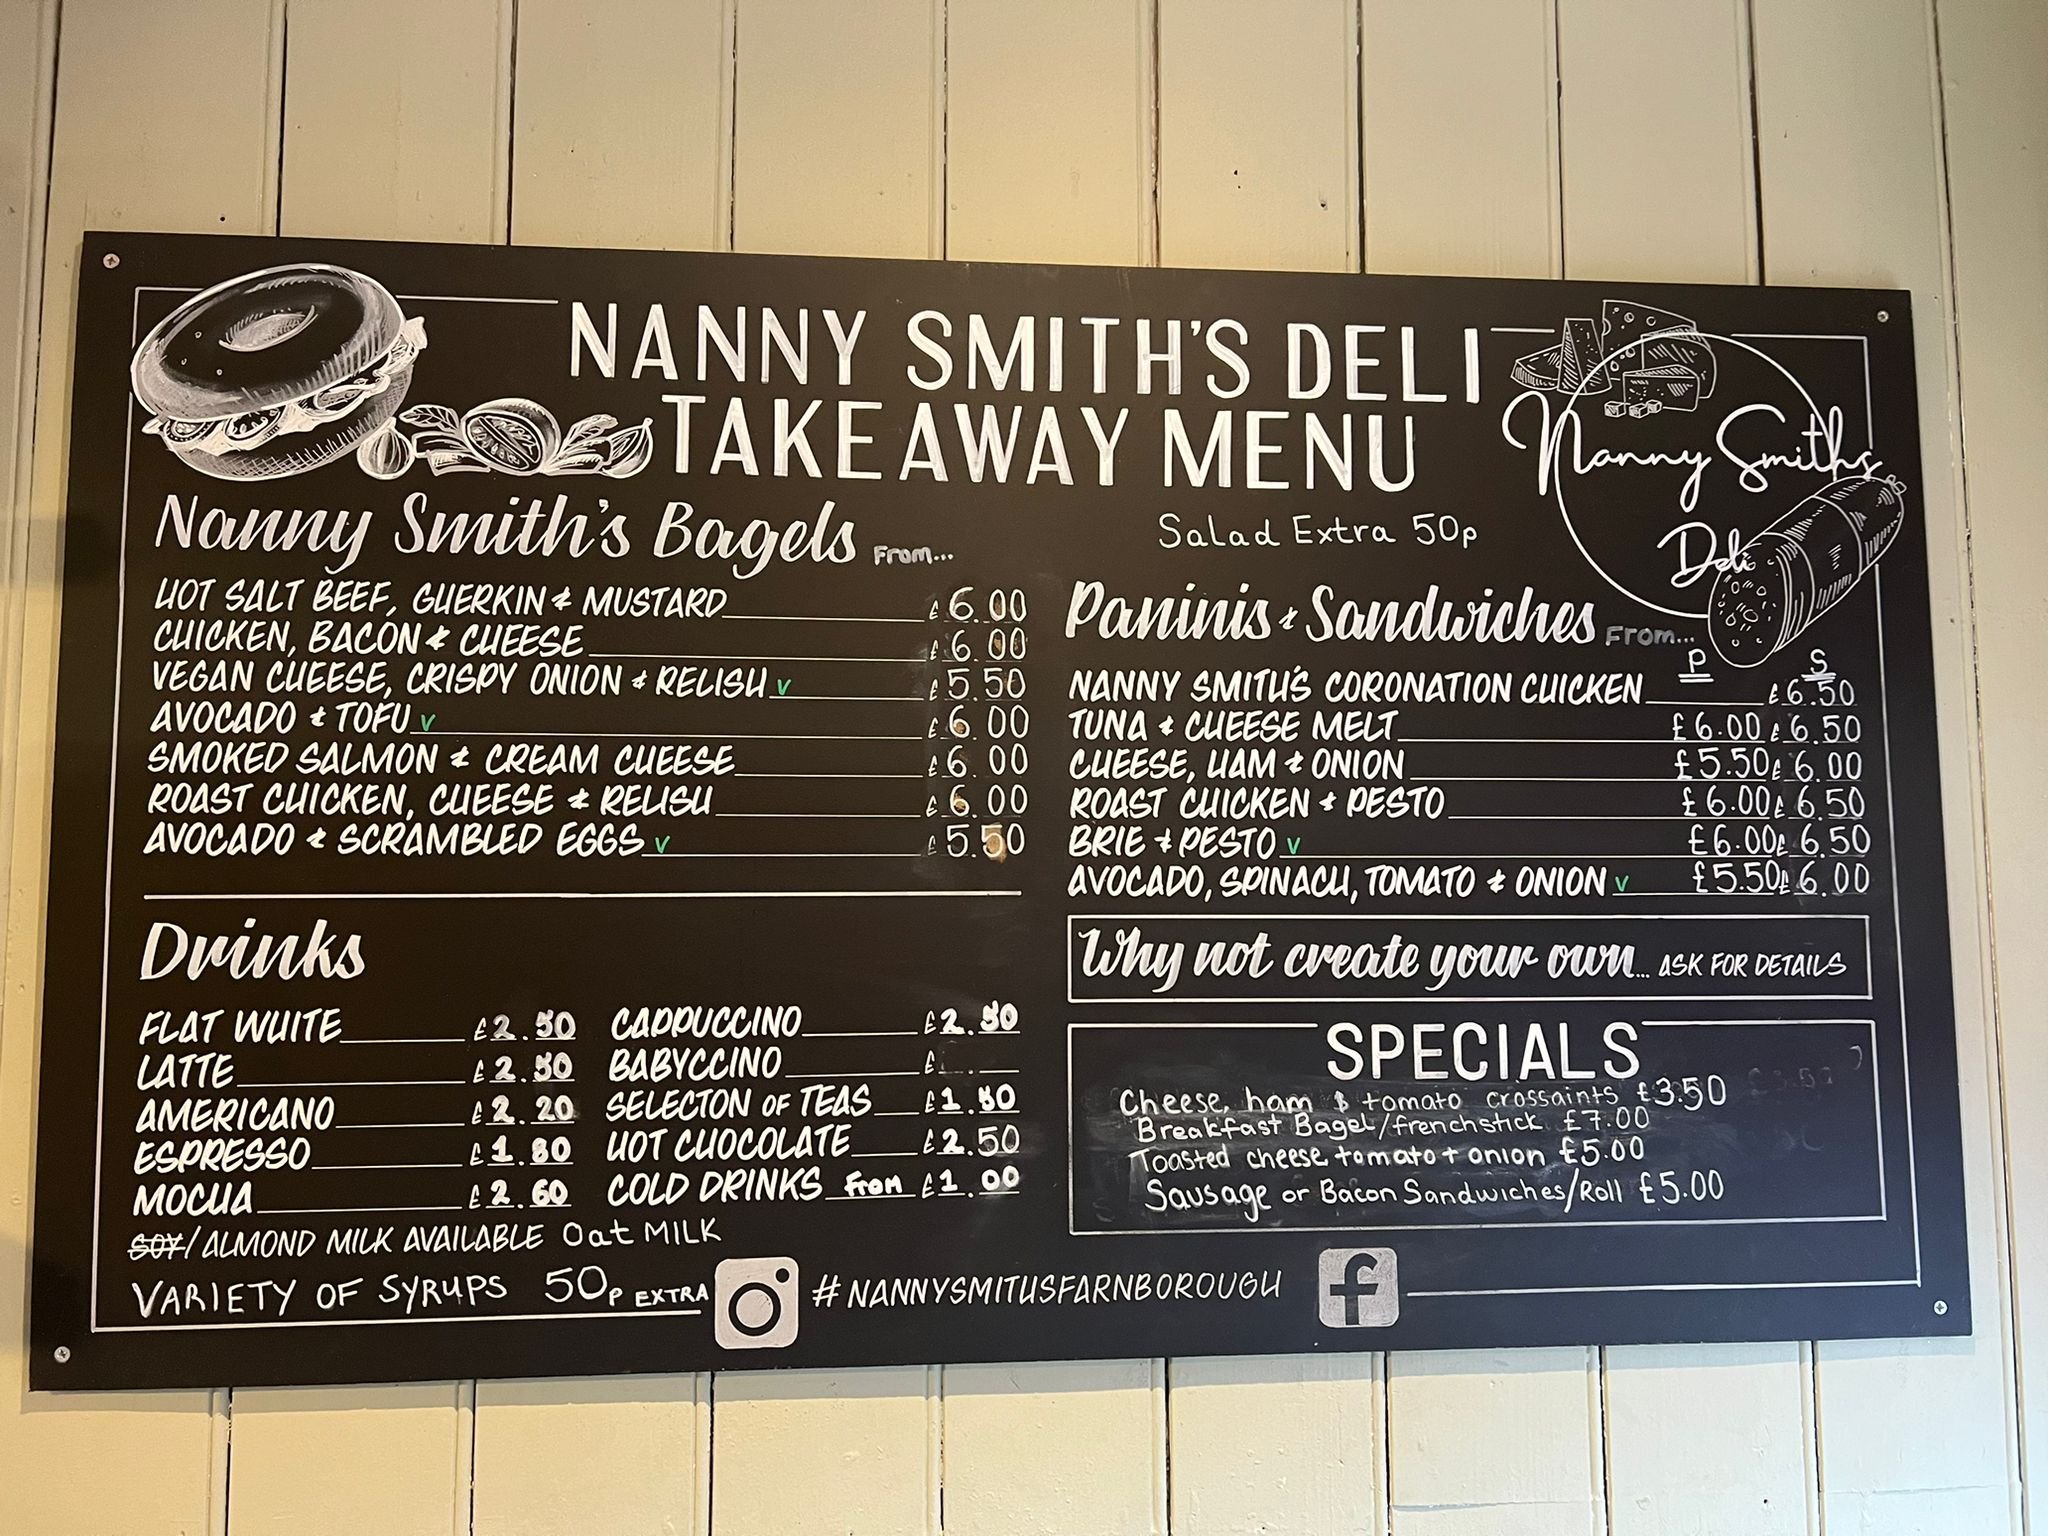 NANNY SMITH'S DELI
TAKEAWAY MENU
Nanny Smiths
Deli
Salad Extra 50p
Nanny Smith's Bagels From...
HOT SALT BEEF, GUERKIN & MUSTARD £6.00
CHICKEN, BACON & CHEESE £6.00
VEGAN CHEESE, CRISPY ONION & RELISH V £5.50
AVOCADO & TOFU V £6.00
SMOKED SALMON & CREAM CHEESE £6.00
ROAST CHICKEN, CHEESE & RELISH £6.00
AVOCADO & SCRAMBLED EGGS V £5.50
Drinks
FLAT WHITE £2.50
LATTE £2.50
AMERICANO £2.20
ESPRESSO £1.80
MOCHA £2.60
CAPPUCCINO £2.50
BABYCCINO £ .
SELECTON OF TEAS £1.50
HOT CHOCOLATE £2.50
COLD DRINKS From £1.00
SOY/ALMOND MILK AVAILABLE Oat MILK
VARIETY OF SYRUPS 50p EXTRA
Paninis & Sandwiches From...
P S
NANNY SMITH'S CORONATION CHICKEN £6.50
TUNA & CHEESE MELT £6.00 £6.50
CHEESE, HAM & ONION £5.50 £6.00
ROAST CHICKEN & PESTO £6.00 £6.50
BRIE & PESTO V £6.00 £6.50
AVOCADO, SPINACH, TOMATO & ONION V £5.50 £6.00
Why not create your own... ASK FOR DETAILS
SPECIALS
Cheese, ham & tomato crossaints £3.50
Breakfast Bagel/frenchstick £7.00
Toasted cheese tomato + onion £5.00
Sausage or Bacon Sandwiches/Roll £5.00
#NANNYSMITHSFARNBOROUGH